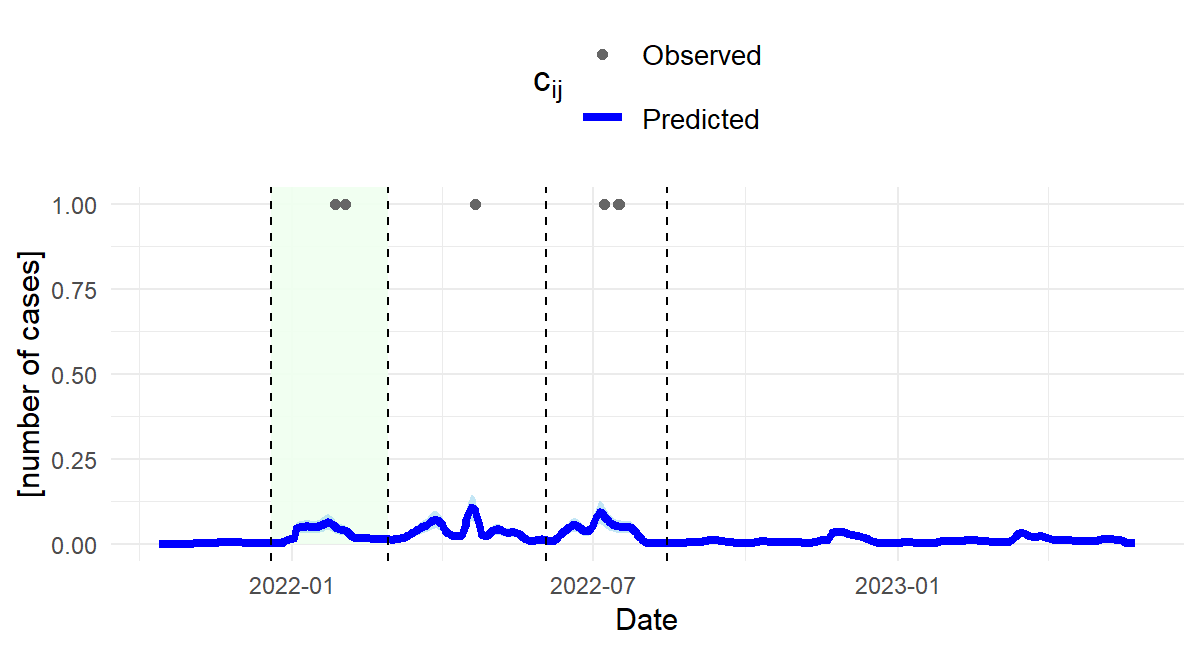 c_ij
Observed
Predicted
[number of cases]
1.00
0.75
0.50
0.25
0.00
2022-01
2022-07
2023-01
Date